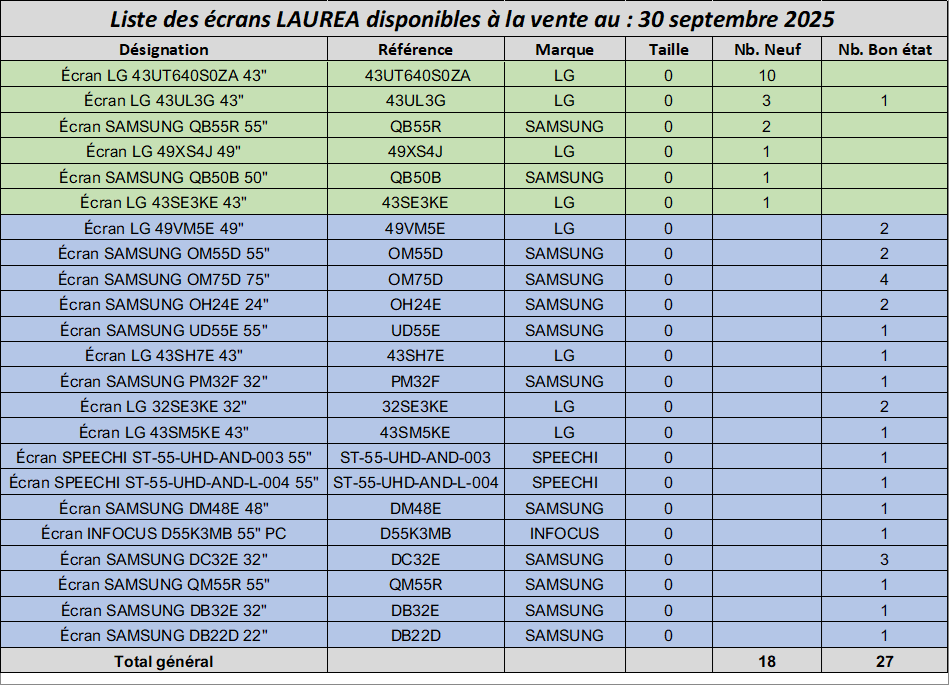 Liste des écrans LAUREA disponibles à la vente au : 30 septembre 2025
Désignation Référence Marque Taille Nb. Neuf Nb. Bon état
Écran LG 43UT640S0ZA 43" 43UT640S0ZA LG 0 10
Écran LG 43UL3G 43" 43UL3G LG 0 3 1
Écran SAMSUNG QB55R 55" QB55R SAMSUNG 0 2
Écran LG 49XS4J 49" 49XS4J LG 0 1
Écran SAMSUNG QB50B 50" QB50B SAMSUNG 0 1
Écran LG 43SE3KE 43" 43SE3KE LG 0 1
Écran LG 49VM5E 49" 49VM5E LG 0 2
Écran SAMSUNG OM55D 55" OM55D SAMSUNG 0 2
Écran SAMSUNG OM75D 75" OM75D SAMSUNG 0 4
Écran SAMSUNG OH24E 24" OH24E SAMSUNG 0 2
Écran SAMSUNG UD55E 55" UD55E SAMSUNG 0 1
Écran LG 43SH7E 43" 43SH7E LG 0 1
Écran SAMSUNG PM32F 32" PM32F SAMSUNG 0 1
Écran LG 32SE3KE 32" 32SE3KE LG 0 2
Écran LG 43SM5KE 43" 43SM5KE LG 0 1
Écran SPEECHI ST-55-UHD-AND-003 55" ST-55-UHD-AND-003 SPEECHI 0 1
Écran SPEECHI ST-55-UHD-AND-L-004 55" ST-55-UHD-AND-L-004 SPEECHI 0 1
Écran SAMSUNG DM48E 48" DM48E SAMSUNG 0 1
Écran INFOCUS D55K3MB 55" PC D55K3MB INFOCUS 0 1
Écran SAMSUNG DC32E 32" DC32E SAMSUNG 0 3
Écran SAMSUNG QM55R 55" QM55R SAMSUNG 0 1
Écran SAMSUNG DB32E 32" DB32E SAMSUNG 0 1
Écran SAMSUNG DB22D 22" DB22D SAMSUNG 0 1
Total général 18 27